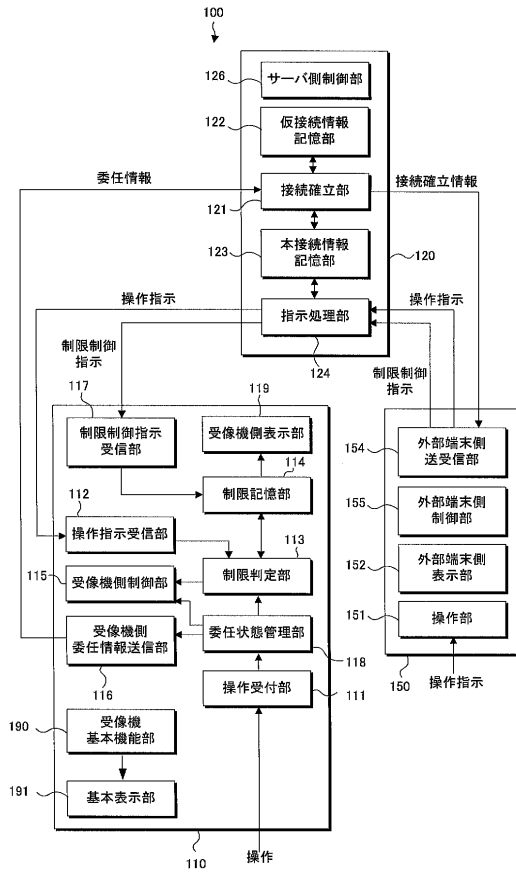 100
126
サーバ側制御部
122
仮接続情報
記憶部
委任情報
接続確立部
接続確立情報
121
123
本接続情報
記憶部
120
操作指示
指示処理部
操作指示
124
制限制御
指示
制限制御
指示
117
119
制限制御指示
受信部
受像機側表示部
114
154
外部端末側
送受信部
制限記憶部
112
155
外部端末側
制御部
操作指示受信部
113
115
制限判定部
152
外部端末側
表示部
受像機側制御部
151
操作部
受像機側
委任情報送信部
委任状態管理部
118
150
116
操作受付部
111
操作指示
190
受像機
基本機能部
191
基本表示部
110
操作